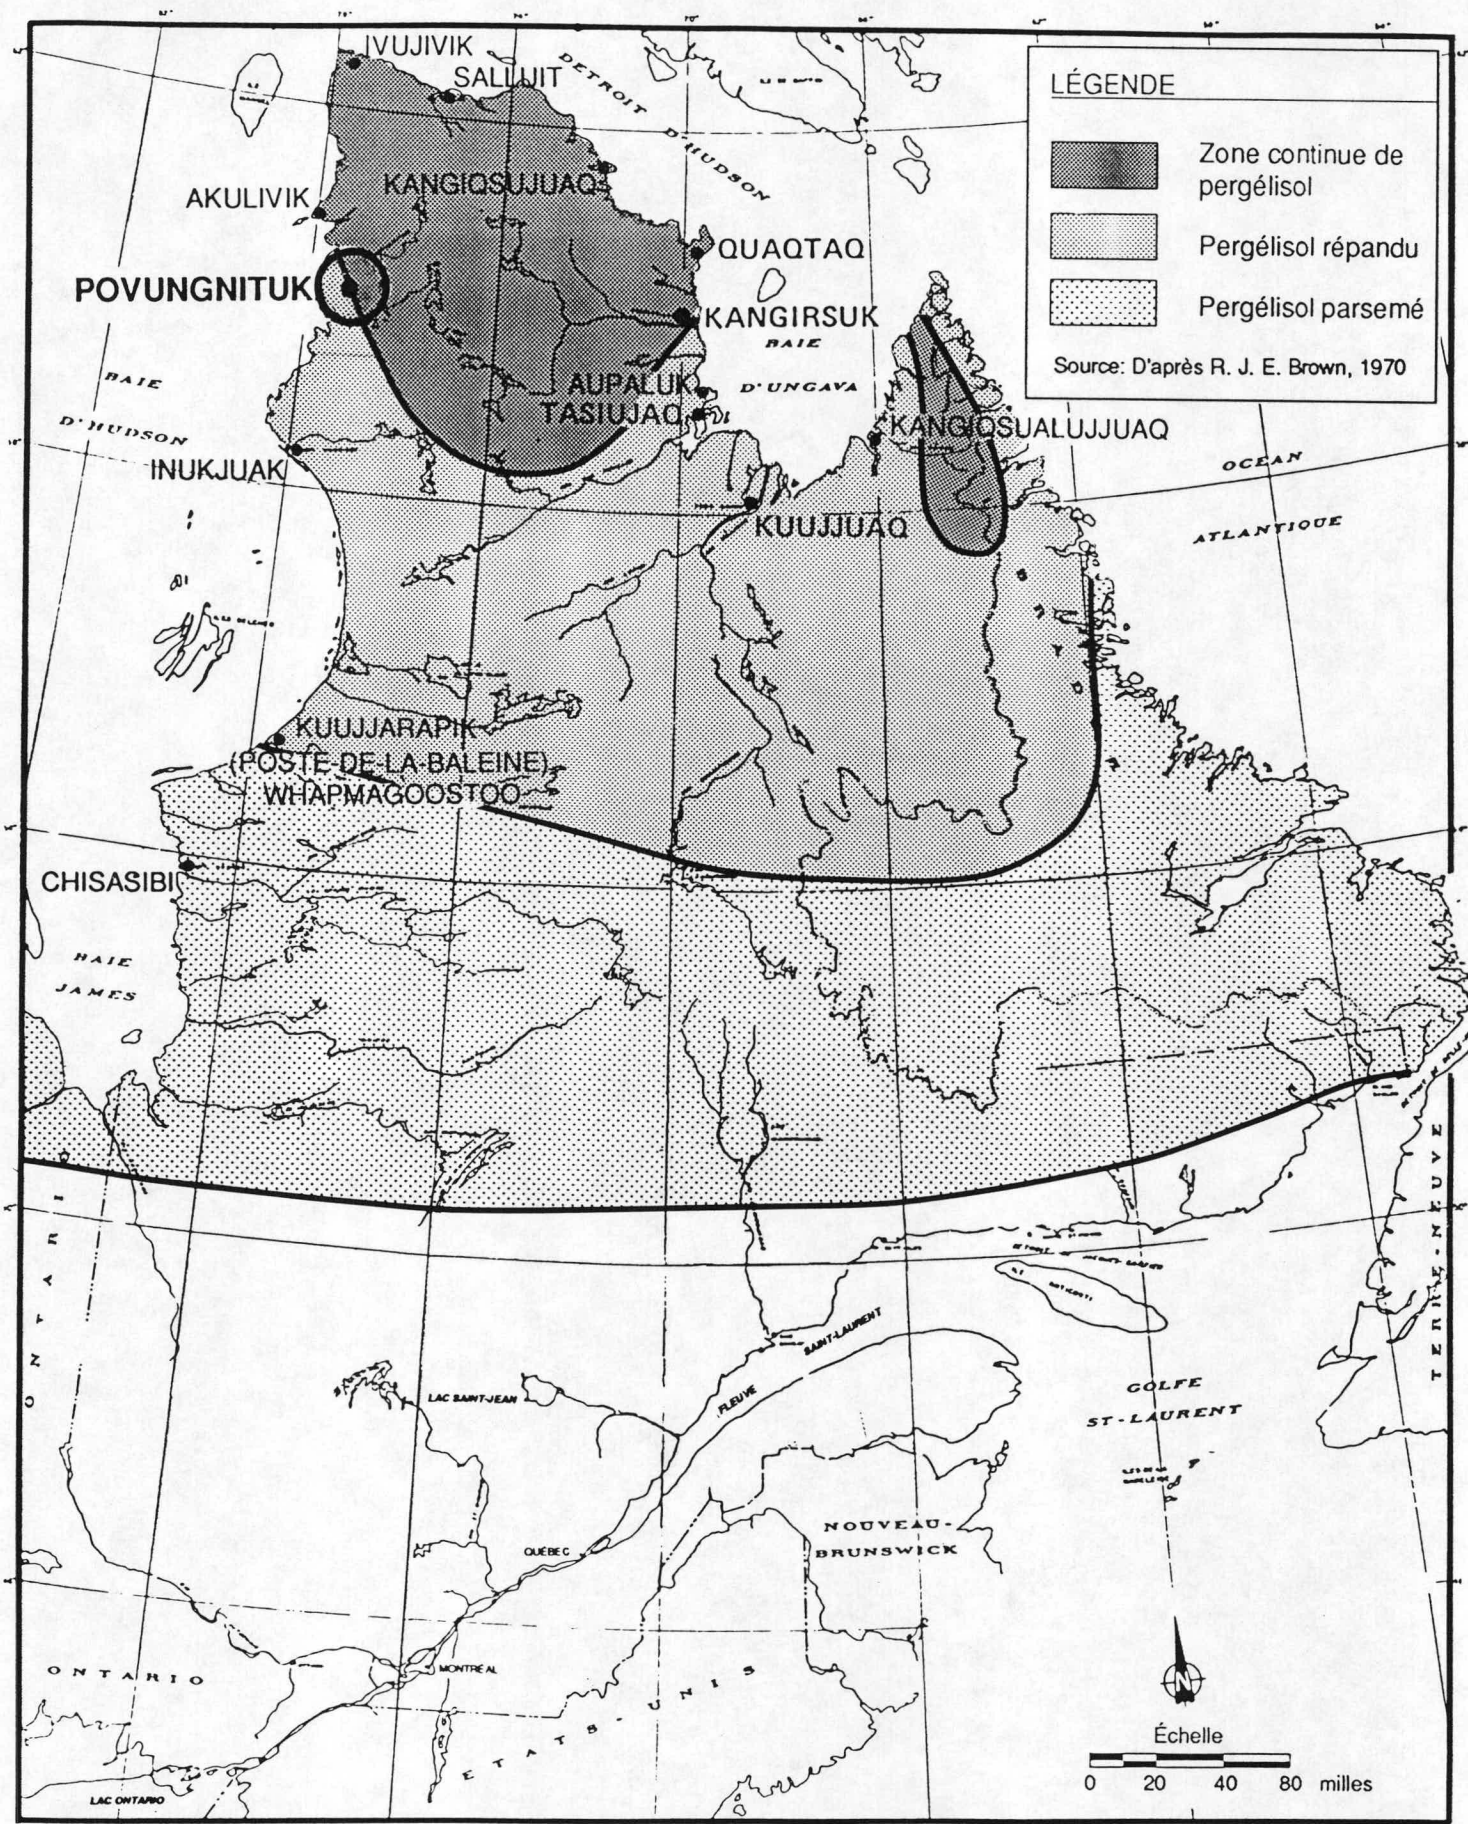 IVUJIVIK
SALLUIT
DETROIT D'HUDSON
LÉGENDE
Zone continue de
pergélisol
Pergélisol répandu
Pergélisol parsemé
Source: D'après R. J. E. Brown, 1970
KANGIQSUJUAQ
AKULIVIK
QUAQTAQ
POVUNGNITUK
KANGIRSUK
BAIE
D'UNGAVA
AUPALUK
TASIUJAQ
BAIE
D'HUDSON
KANGIQSUALUJJUAQ
INUKJUAK
OCEAN
ATLANTIQUE
KUUJJUAQ
KUUJJARAPIK
(POSTE-DE-LA-BALEINE)
WHAPMAGOOSTOO
CHISASIBI
BAIE
JAMES
ONTARIO
TERRE-NEUVE
ANTICOSTI
SAINT-LAURENT
FLEUVE
LAC SAINT-JEAN
GOLFE
ST-LAURENT
QUÉBEC
NOUVEAU-
BRUNSWICK
ONTARIO
MONTRÉAL
ETATS-UNIS
LAC ONTARIO
N
Échelle
0 20 40 80 milles